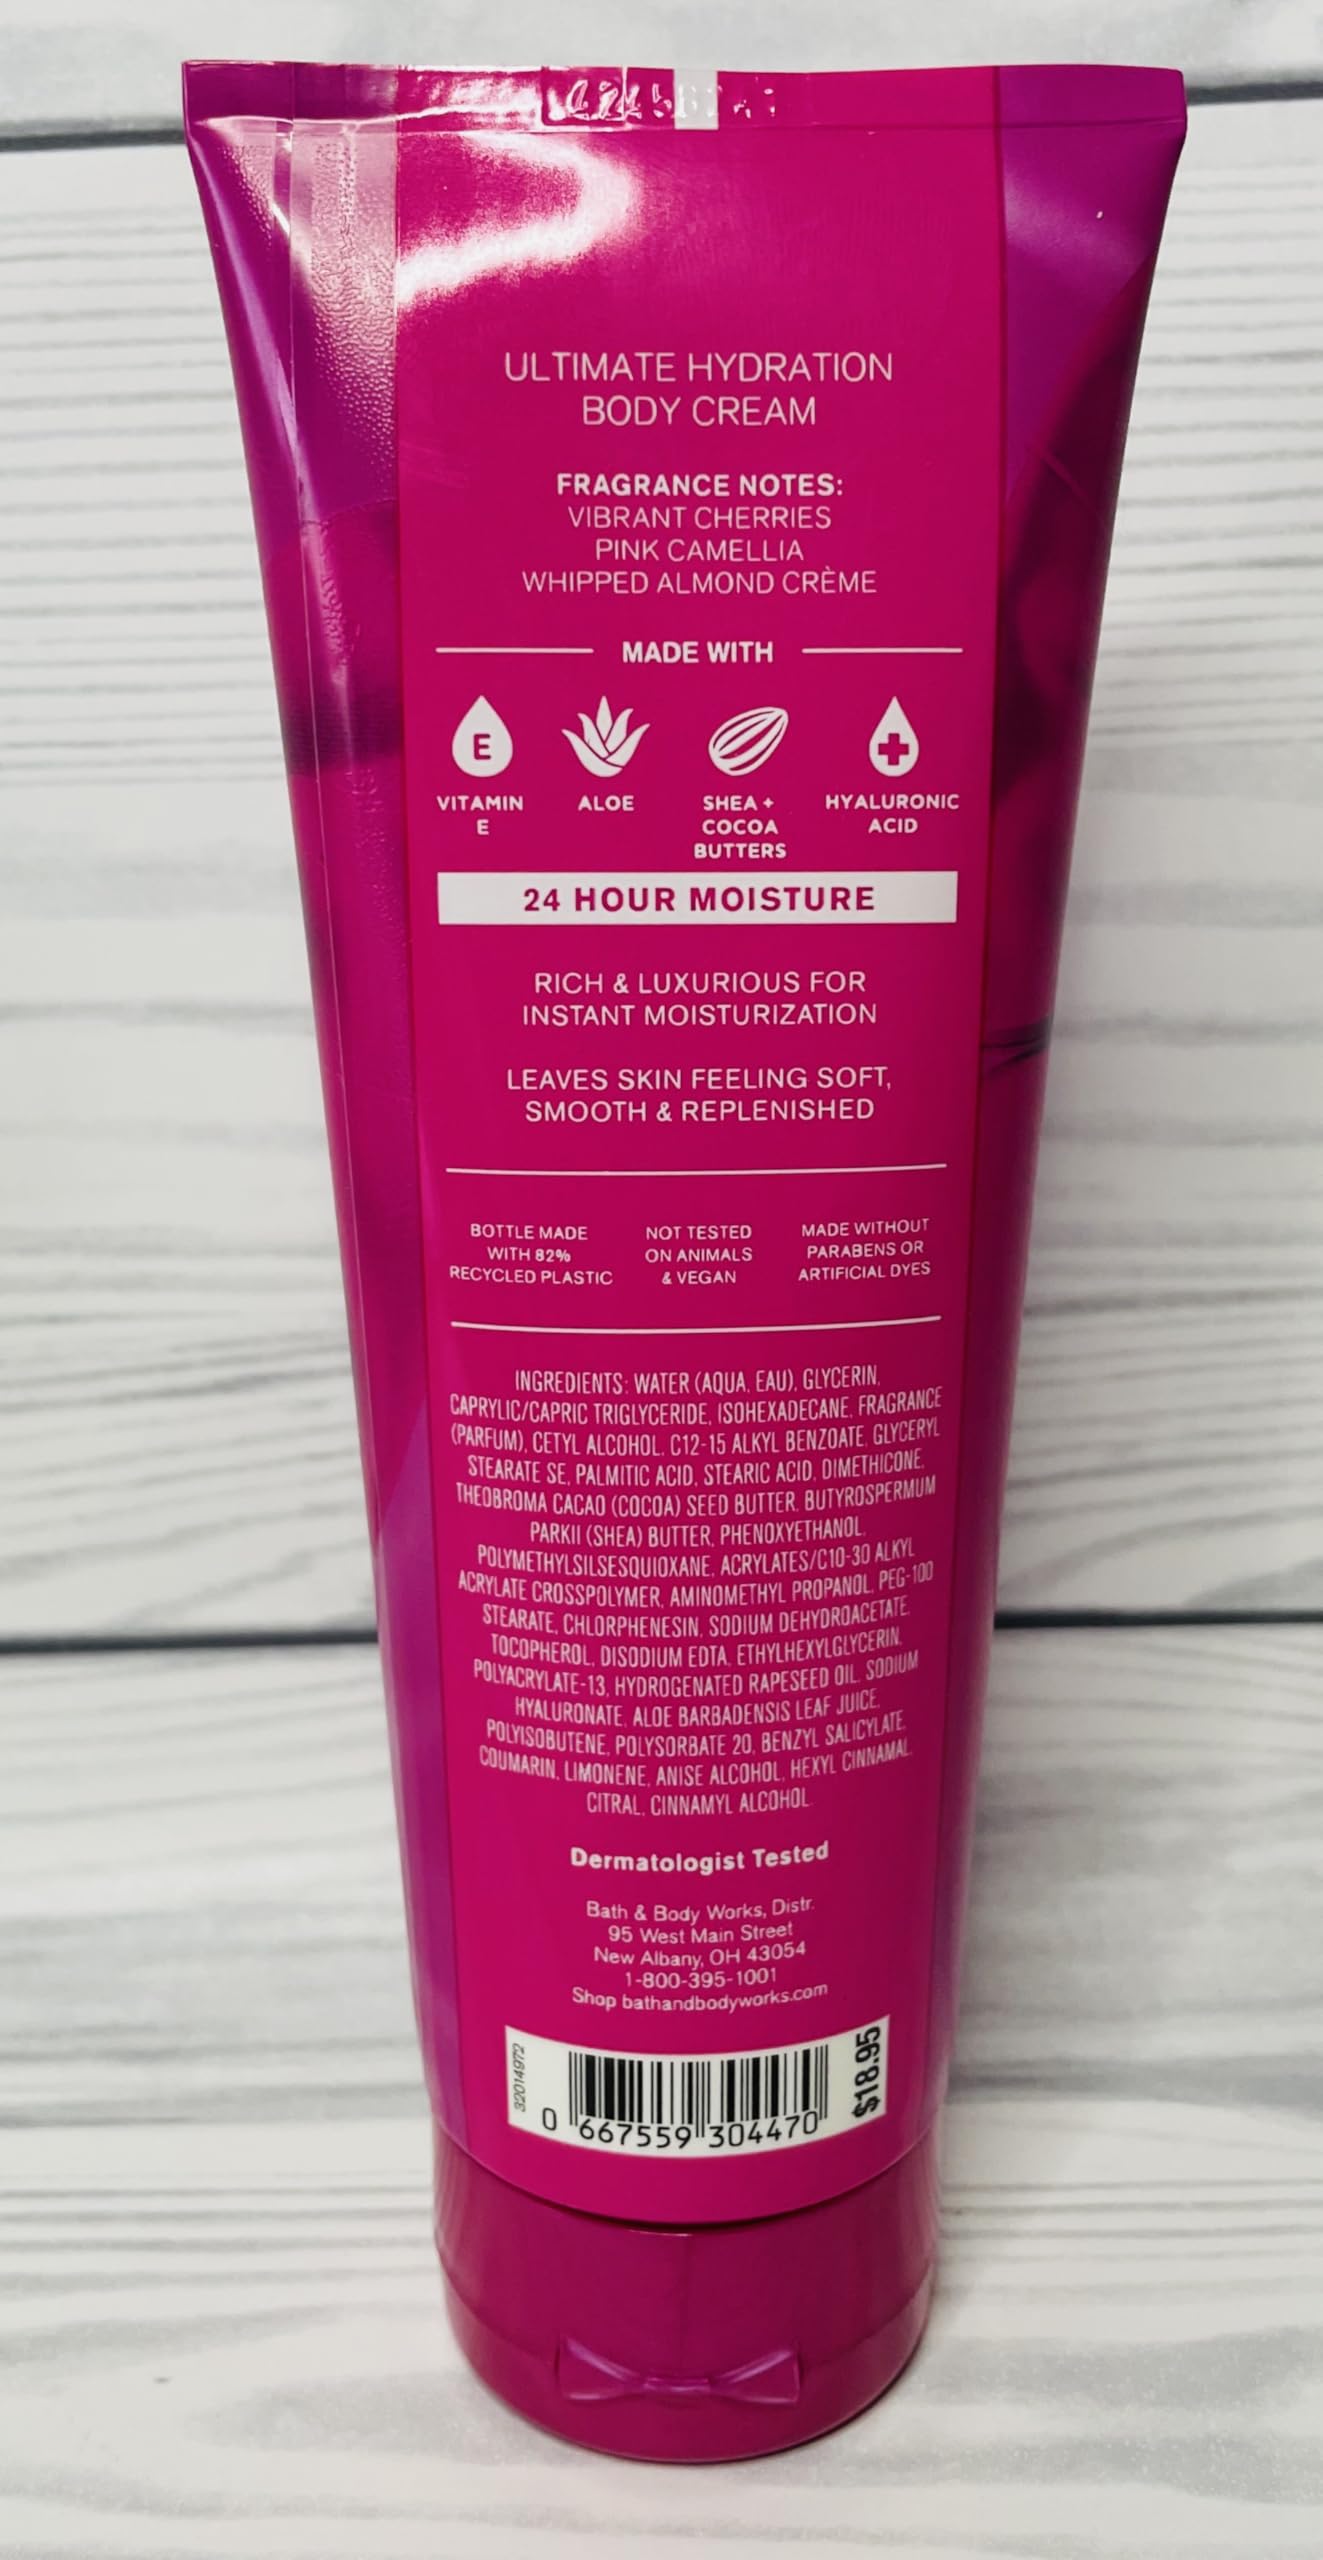 ULTIMATE HYDRATION
BODY CREAM
FRAGRANCE NOTES:
VIBRANT CHERRIES
PINK CAMELLIA
WHIPPED ALMOND CRÈME
MADE WITH
E
VITAMIN
E
ALOE
SHEA +
COCOA
BUTTERS
HYALURONIC
ACID
24 HOUR MOISTURE
RICH & LUXURIOUS FOR
INSTANT MOISTURIZATION
LEAVES SKIN FEELING SOFT,
SMOOTH & REPLENISHED
BOTTLE MADE
WITH 82%
RECYCLED PLASTIC
NOT TESTED
ON ANIMALS
& VEGAN
MADE WITHOUT
PARABENS OR
ARTIFICIAL DYES
INGREDIENTS: WATER (AQUA, EAU), GLYCERIN,
CAPRYLIC/CAPRIC TRIGLYCERIDE, ISOHEXADECANE, FRAGRANCE
(PARFUM), CETYL ALCOHOL, C12-15 ALKYL BENZOATE, GLYCERYL
STEARATE SE, PALMITIC ACID, STEARIC ACID, DIMETHICONE,
THEOBROMA CACAO (COCOA) SEED BUTTER, BUTYROSPERMUM
PARKII (SHEA) BUTTER, PHENOXYETHANOL,
POLYMETHYLSILSESQUIOXANE, ACRYLATES/C10-30 ALKYL
ACRYLATE CROSSPOLYMER, AMINOMETHYL PROPANOL, PEG-100
STEARATE, CHLORPHENESIN, SODIUM DEHYDROACETATE,
TOCOPHEROL, DISODIUM EDTA, ETHYLHEXYLGLYCERIN,
POLYACRYLATE-13, HYDROGENATED RAPESEED OIL, SODIUM
HYALURONATE, ALOE BARBADENSIS LEAF JUICE,
POLYISOBUTENE, POLYSORBATE 20, BENZYL SALICYLATE,
COUMARIN, LIMONENE, ANISE ALCOHOL, HEXYL CINNAMAL,
CITRAL, CINNAMYL ALCOHOL.
Dermatologist Tested
Bath & Body Works, Distr.
95 West Main Street
New Albany, OH 43054
1-800-395-1001
Shop bathandbodyworks.com
32014972
$18.95
0 667559 304470